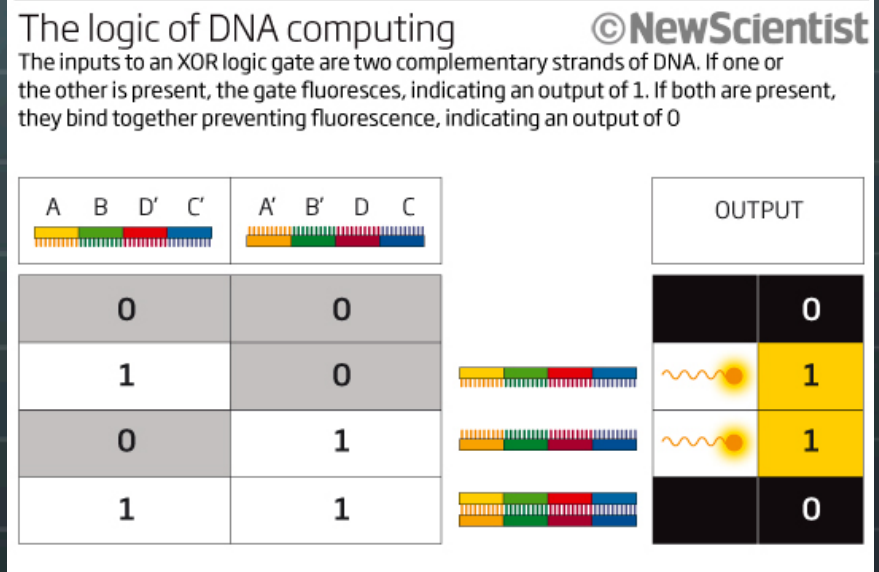 The logic of DNA computing
©NewScientist
The inputs to an XOR logic gate are two complementary strands of DNA. If one or
the other is present, the gate fluoresces, indicating an output of 1. If both are present,
they bind together preventing fluorescence, indicating an output of 0
A B D' C' A' B' D C OUTPUT
0 0 0
1 0 1
0 1 1
1 1 0